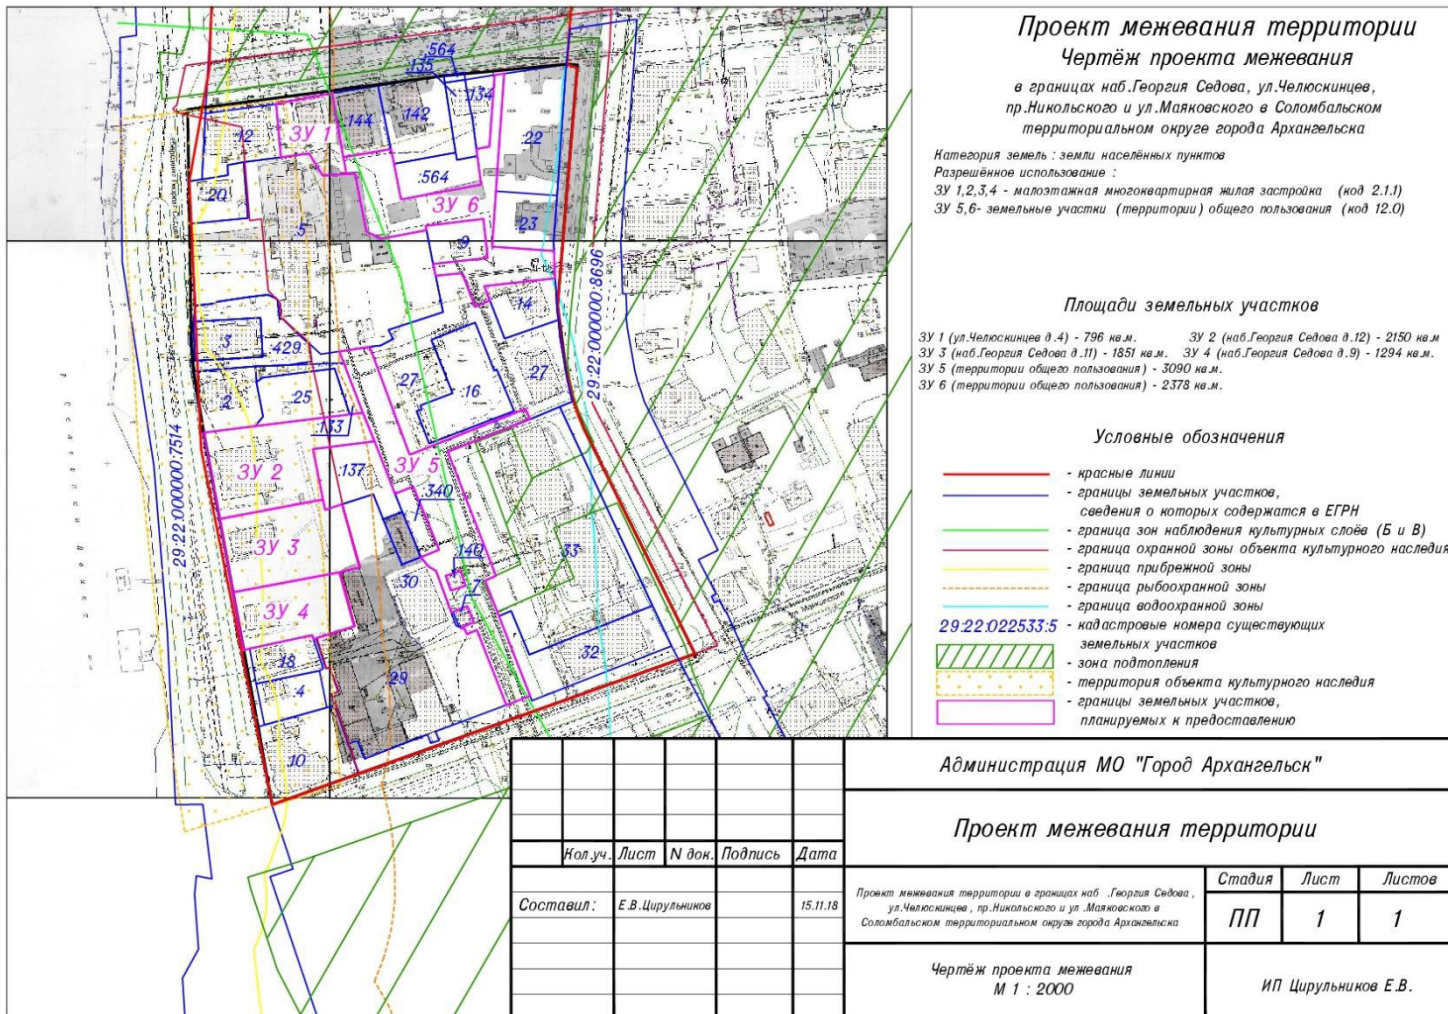 Проект межевания территории
Чертёж проекта межевания
в границах наб.Георгия Седова, ул.Челюскинцев,
пр.Никольского и ул.Маяковского в Соломбальском
территориальном округе города Архангельска
Категория земель : земли населённых пунктов
Разрешённое использование :
ЗУ 1,2,3,4 - малоэтажная многоквартирная жилая застройка (код 2.1.1)
ЗУ 5,6- земельные участки (территории) общего пользования (код 12.0)
Площади земельных участков
ЗУ 1 (ул.Челюскинцев д.4) - 796 кв.м. ЗУ 2 (наб.Георгия Седова д.12) - 2150 кв.м
ЗУ 3 (наб.Георгия Седова д.11) - 1851 кв.м. ЗУ 4 (наб.Георгия Седова д.9) - 1294 кв.м.
ЗУ 5 (территории общего пользования) - 3090 кв.м.
ЗУ 6 (территории общего пользования) - 2378 кв.м.
Условные обозначения
- красные линии
- границы земельных участков,
сведения о которых содержатся в ЕГРН
- граница зон наблюдения культурных слоёв (Б и В)
- граница охранной зоны объекта культурного наследия
- граница прибрежной зоны
- граница рыбоохранной зоны
- граница водоохранной зоны
29:22:022533:5 - кадастровые номера существующих
земельных участков
- зона подтопления
- территория объекта культурного наследия
- границы земельных участков,
планируемых к предоставлению
:564
:135
:134
:142
:144
ЗУ 1
:12
:22
:564
:20
ЗУ 6
:5
:23
:9
:14
29:22:000000:8696
:3
:429
:27
:16
:27
:2
:25
:133
29:22:000000:7514
ЗУ 2
:137
ЗУ 5
:340
ЗУ 3
:140
:33
:30
:7
ЗУ 4
:18
:32
:29
:4
:10
Администрация МО "Город Архангельск"
Проект межевания территории
Кол.уч. Лист N док. Подпись Дата
Составил: Е.В.Цирульников 15.11.18
Проект межевания территории в границах наб .Георгия Седова ,
ул.Челюскинцев , пр.Никольского и ул .Маяковского в
Соломбальском территориальном округе города Архангельска
Стадия Лист Листов
ПП 1 1
Чертёж проекта межевания
М 1 : 2000
ИП Цирульников Е.В.